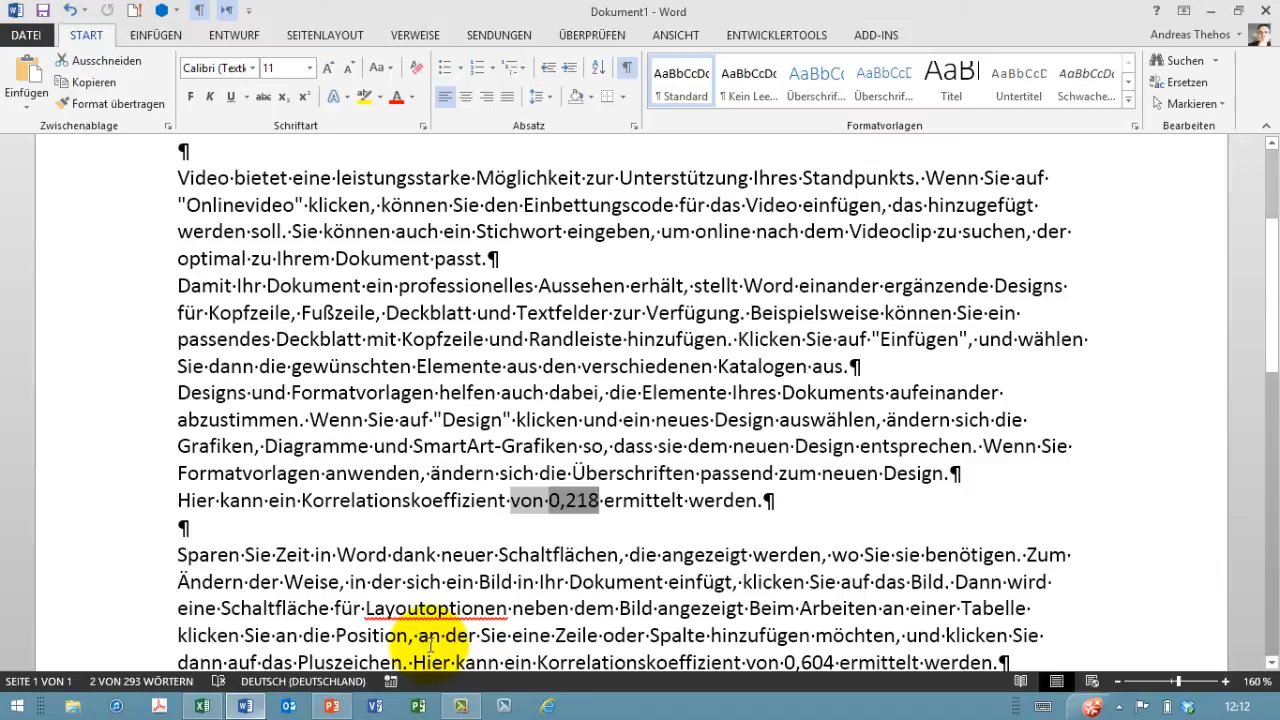 Dokument1 - Word
DATEI START EINFÜGEN ENTWURF SEITENLAYOUT VERWEISE SENDUNGEN ÜBERPRÜFEN ANSICHT ENTWICKLERTOOLS ADD-INS Andreas Thehos
Einfügen
Ausschneiden
Kopieren
Format übertragen
Zwischenablage
Calibri (Textk 11
F K U abc x₂ x²
Schriftart
Absatz
AaBbCcDc AaBbCcDc AaBbCcD AaBbCcD AaBb AaBbCcDc AaBbCcDc
¶ Standard ¶ Kein Lee... Überschrif... Überschrif... Titel Untertitel Schwache...
Formatvorlagen
Suchen
Ersetzen
Markieren
Bearbeiten
¶
Video·bietet·eine·leistungsstarke·Möglichkeit·zur·Unterstützung·Ihres·Standpunkts.·Wenn·Sie·auf·
"Onlinevideo"·klicken,·können·Sie·den·Einbettungscode·für·das·Video·einfügen,·das·hinzugefügt·
werden·soll.·Sie·können·auch·ein·Stichwort·eingeben,·um·online·nach·dem·Videoclip·zu·suchen,·der·
optimal·zu·Ihrem·Dokument·passt.¶
Damit·Ihr·Dokument·ein·professionelles·Aussehen·erhält,·stellt·Word·einander·ergänzende·Designs·
für·Kopfzeile,·Fußzeile,·Deckblatt·und·Textfelder·zur·Verfügung.·Beispielsweise·können·Sie·ein·
passendes·Deckblatt·mit·Kopfzeile·und·Randleiste·hinzufügen.·Klicken·Sie·auf·"Einfügen",·und·wählen·
Sie·dann·die·gewünschten·Elemente·aus·den·verschiedenen·Katalogen·aus.¶
Designs·und·Formatvorlagen·helfen·auch·dabei,·die·Elemente·Ihres·Dokuments·aufeinander·
abzustimmen.·Wenn·Sie·auf·"Design"·klicken·und·ein·neues·Design·auswählen,·ändern·sich·die·
Grafiken,·Diagramme·und·SmartArt-Grafiken·so,·dass·sie·dem·neuen·Design·entsprechen.·Wenn·Sie·
Formatvorlagen·anwenden,·ändern·sich·die·Überschriften·passend·zum·neuen·Design.¶
Hier·kann·ein·Korrelationskoeffizient·von·0,218·ermittelt·werden.¶
¶
Sparen·Sie·Zeit·in·Word·dank·neuer·Schaltflächen,·die·angezeigt·werden,·wo·Sie·sie·benötigen.·Zum·
Ändern·der·Weise,·in·der·sich·ein·Bild·in·Ihr·Dokument·einfügt,·klicken·Sie·auf·das·Bild.·Dann·wird·
eine·Schaltfläche·für·Layoutoptionen·neben·dem·Bild·angezeigt·Beim·Arbeiten·an·einer·Tabelle·
klicken·Sie·an·die·Position,·an·der·Sie·eine·Zeile·oder·Spalte·hinzufügen·möchten,·und·klicken·Sie·
dann·auf·das·Pluszeichen.·Hier·kann·ein·Korrelationskoeffizient·von·0,604·ermittelt·werden.¶
SEITE 1 VON 1 2 VON 293 WÖRTERN DEUTSCH (DEUTSCHLAND) 160 %
12:12